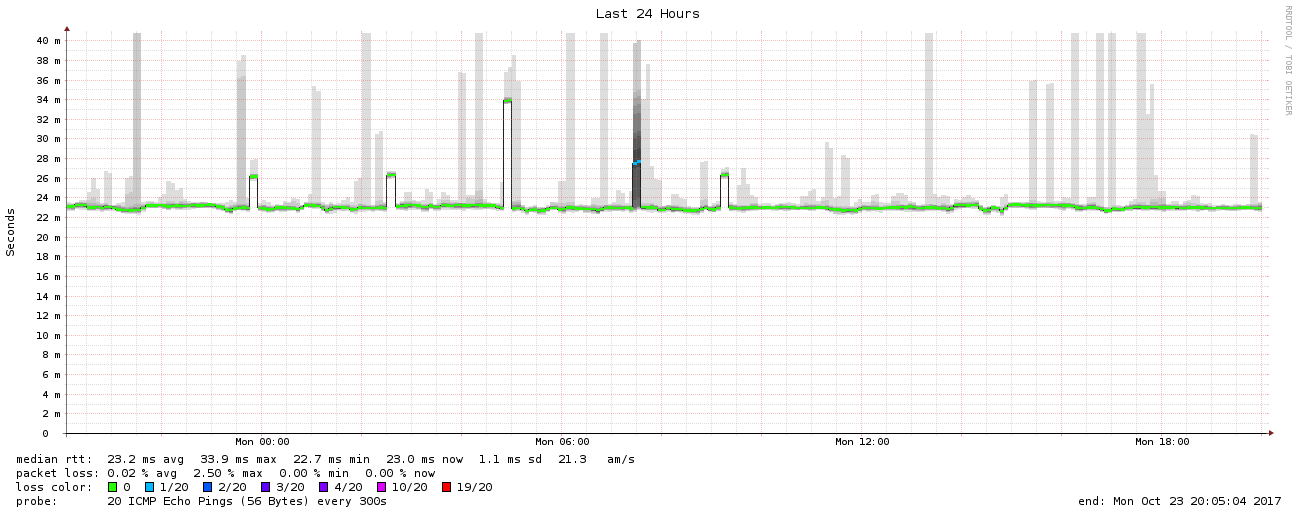 Last 24 Hours
RRDTOOL / TOBI OETIKER
Seconds
40 m
38 m
36 m
34 m
32 m
30 m
28 m
26 m
24 m
22 m
20 m
18 m
16 m
14 m
12 m
10 m
8 m
6 m
4 m
2 m
0
Mon 00:00 Mon 06:00 Mon 12:00 Mon 18:00
median rtt: 23.2 ms avg 33.9 ms max 22.7 ms min 23.0 ms now 1.1 ms sd 21.3 am/s
packet loss: 0.02 % avg 2.50 % max 0.00 % min 0.00 % now
loss color: 0 1/20 2/20 3/20 4/20 10/20 19/20
probe: 20 ICMP Echo Pings (56 Bytes) every 300s end: Mon Oct 23 20:05:04 2017